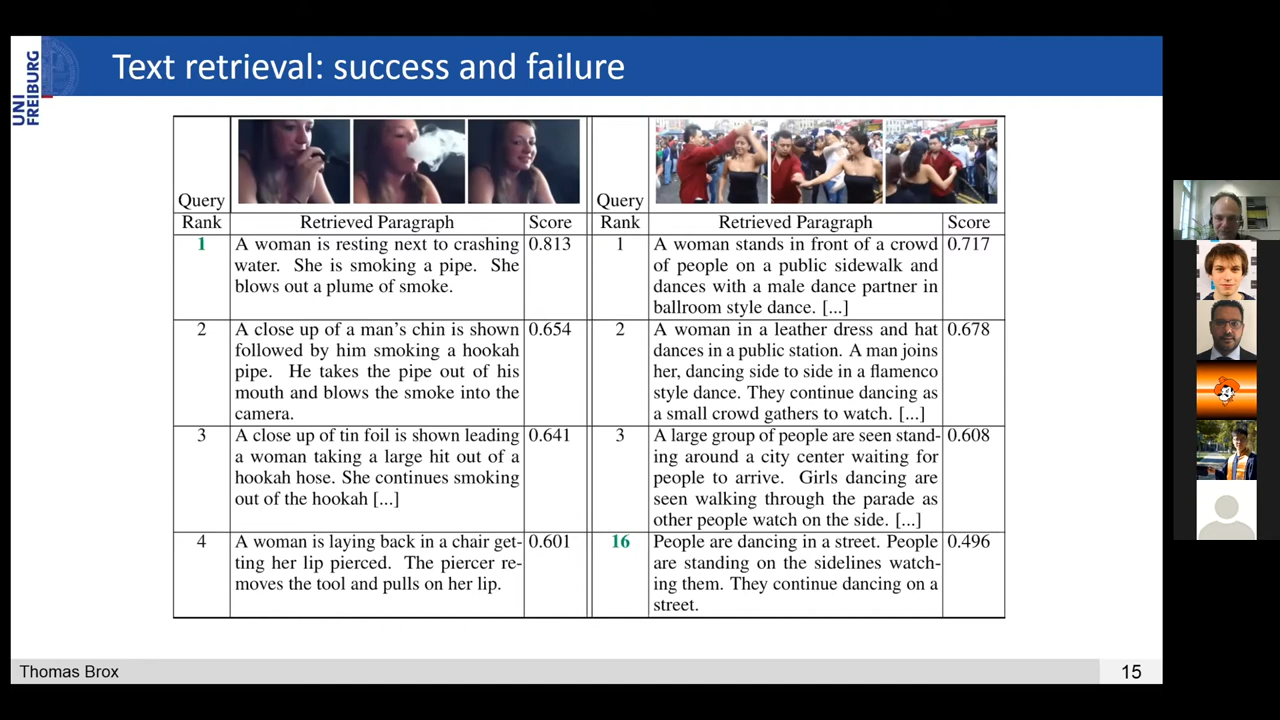 UNI
FREIBURG
Text retrieval: success and failure
Query
Query
Rank
Retrieved Paragraph
Score
Rank
Retrieved Paragraph
Score
1
A woman is resting next to crashing
water. She is smoking a pipe. She
blows out a plume of smoke.
0.813
1
A woman stands in front of a crowd
of people on a public sidewalk and
dances with a male dance partner in
ballroom style dance. [...]
0.717
2
A close up of a man's chin is shown
followed by him smoking a hookah
pipe. He takes the pipe out of his
mouth and blows the smoke into the
camera.
0.654
2
A woman in a leather dress and hat
dances in a public station. A man joins
her, dancing side to side in a flamenco
style dance. They continue dancing as
a small crowd gathers to watch. [...]
0.678
3
A close up of tin foil is shown leading
a woman taking a large hit out of a
hookah hose. She continues smoking
out of the hookah [...]
0.641
3
A large group of people are seen stand-
ing around a city center waiting for
people to arrive. Girls dancing are
seen walking through the parade as
other people watch on the side. [...]
0.608
4
A woman is laying back in a chair get-
ting her lip pierced. The piercer re-
moves the tool and pulls on her lip.
0.601
16
People are dancing in a street. People
are standing on the sidelines watch-
ing them. They continue dancing on a
street.
0.496
Thomas Brox
15